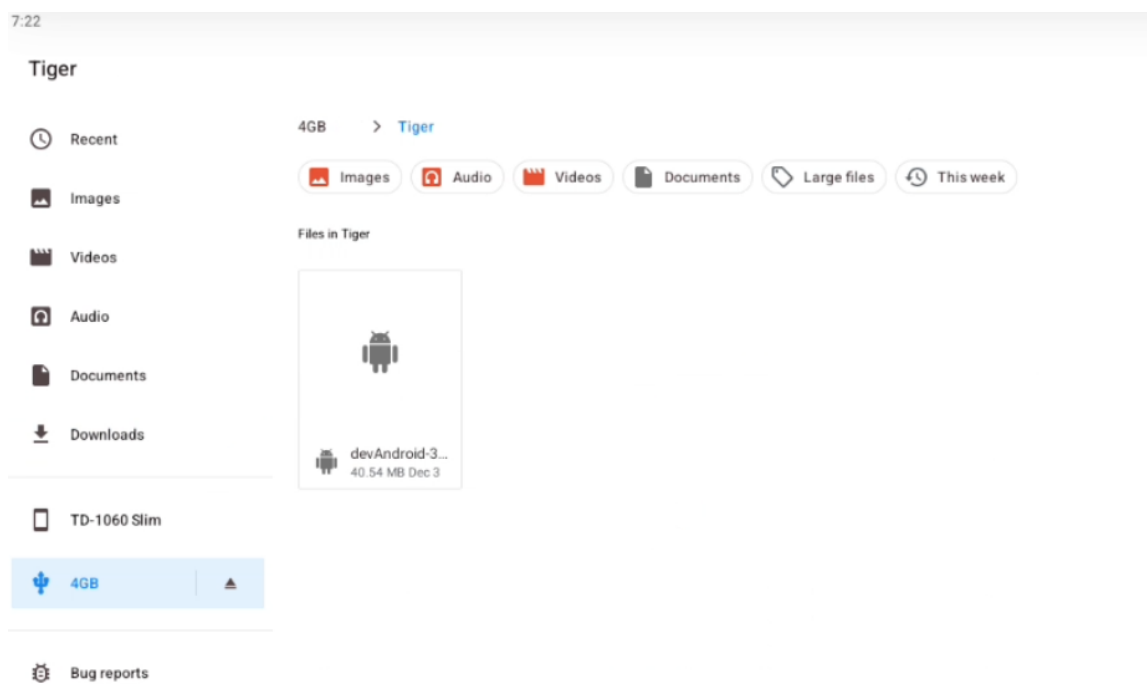 7:22
Tiger
Recent
Images
Videos
Audio
Documents
Downloads
TD-1060 Slim
4GB
Bug reports
4GB > Tiger
Images Audio Videos Documents Large files This week
Files in Tiger
devAndroid-3...
40.54 MB Dec 3